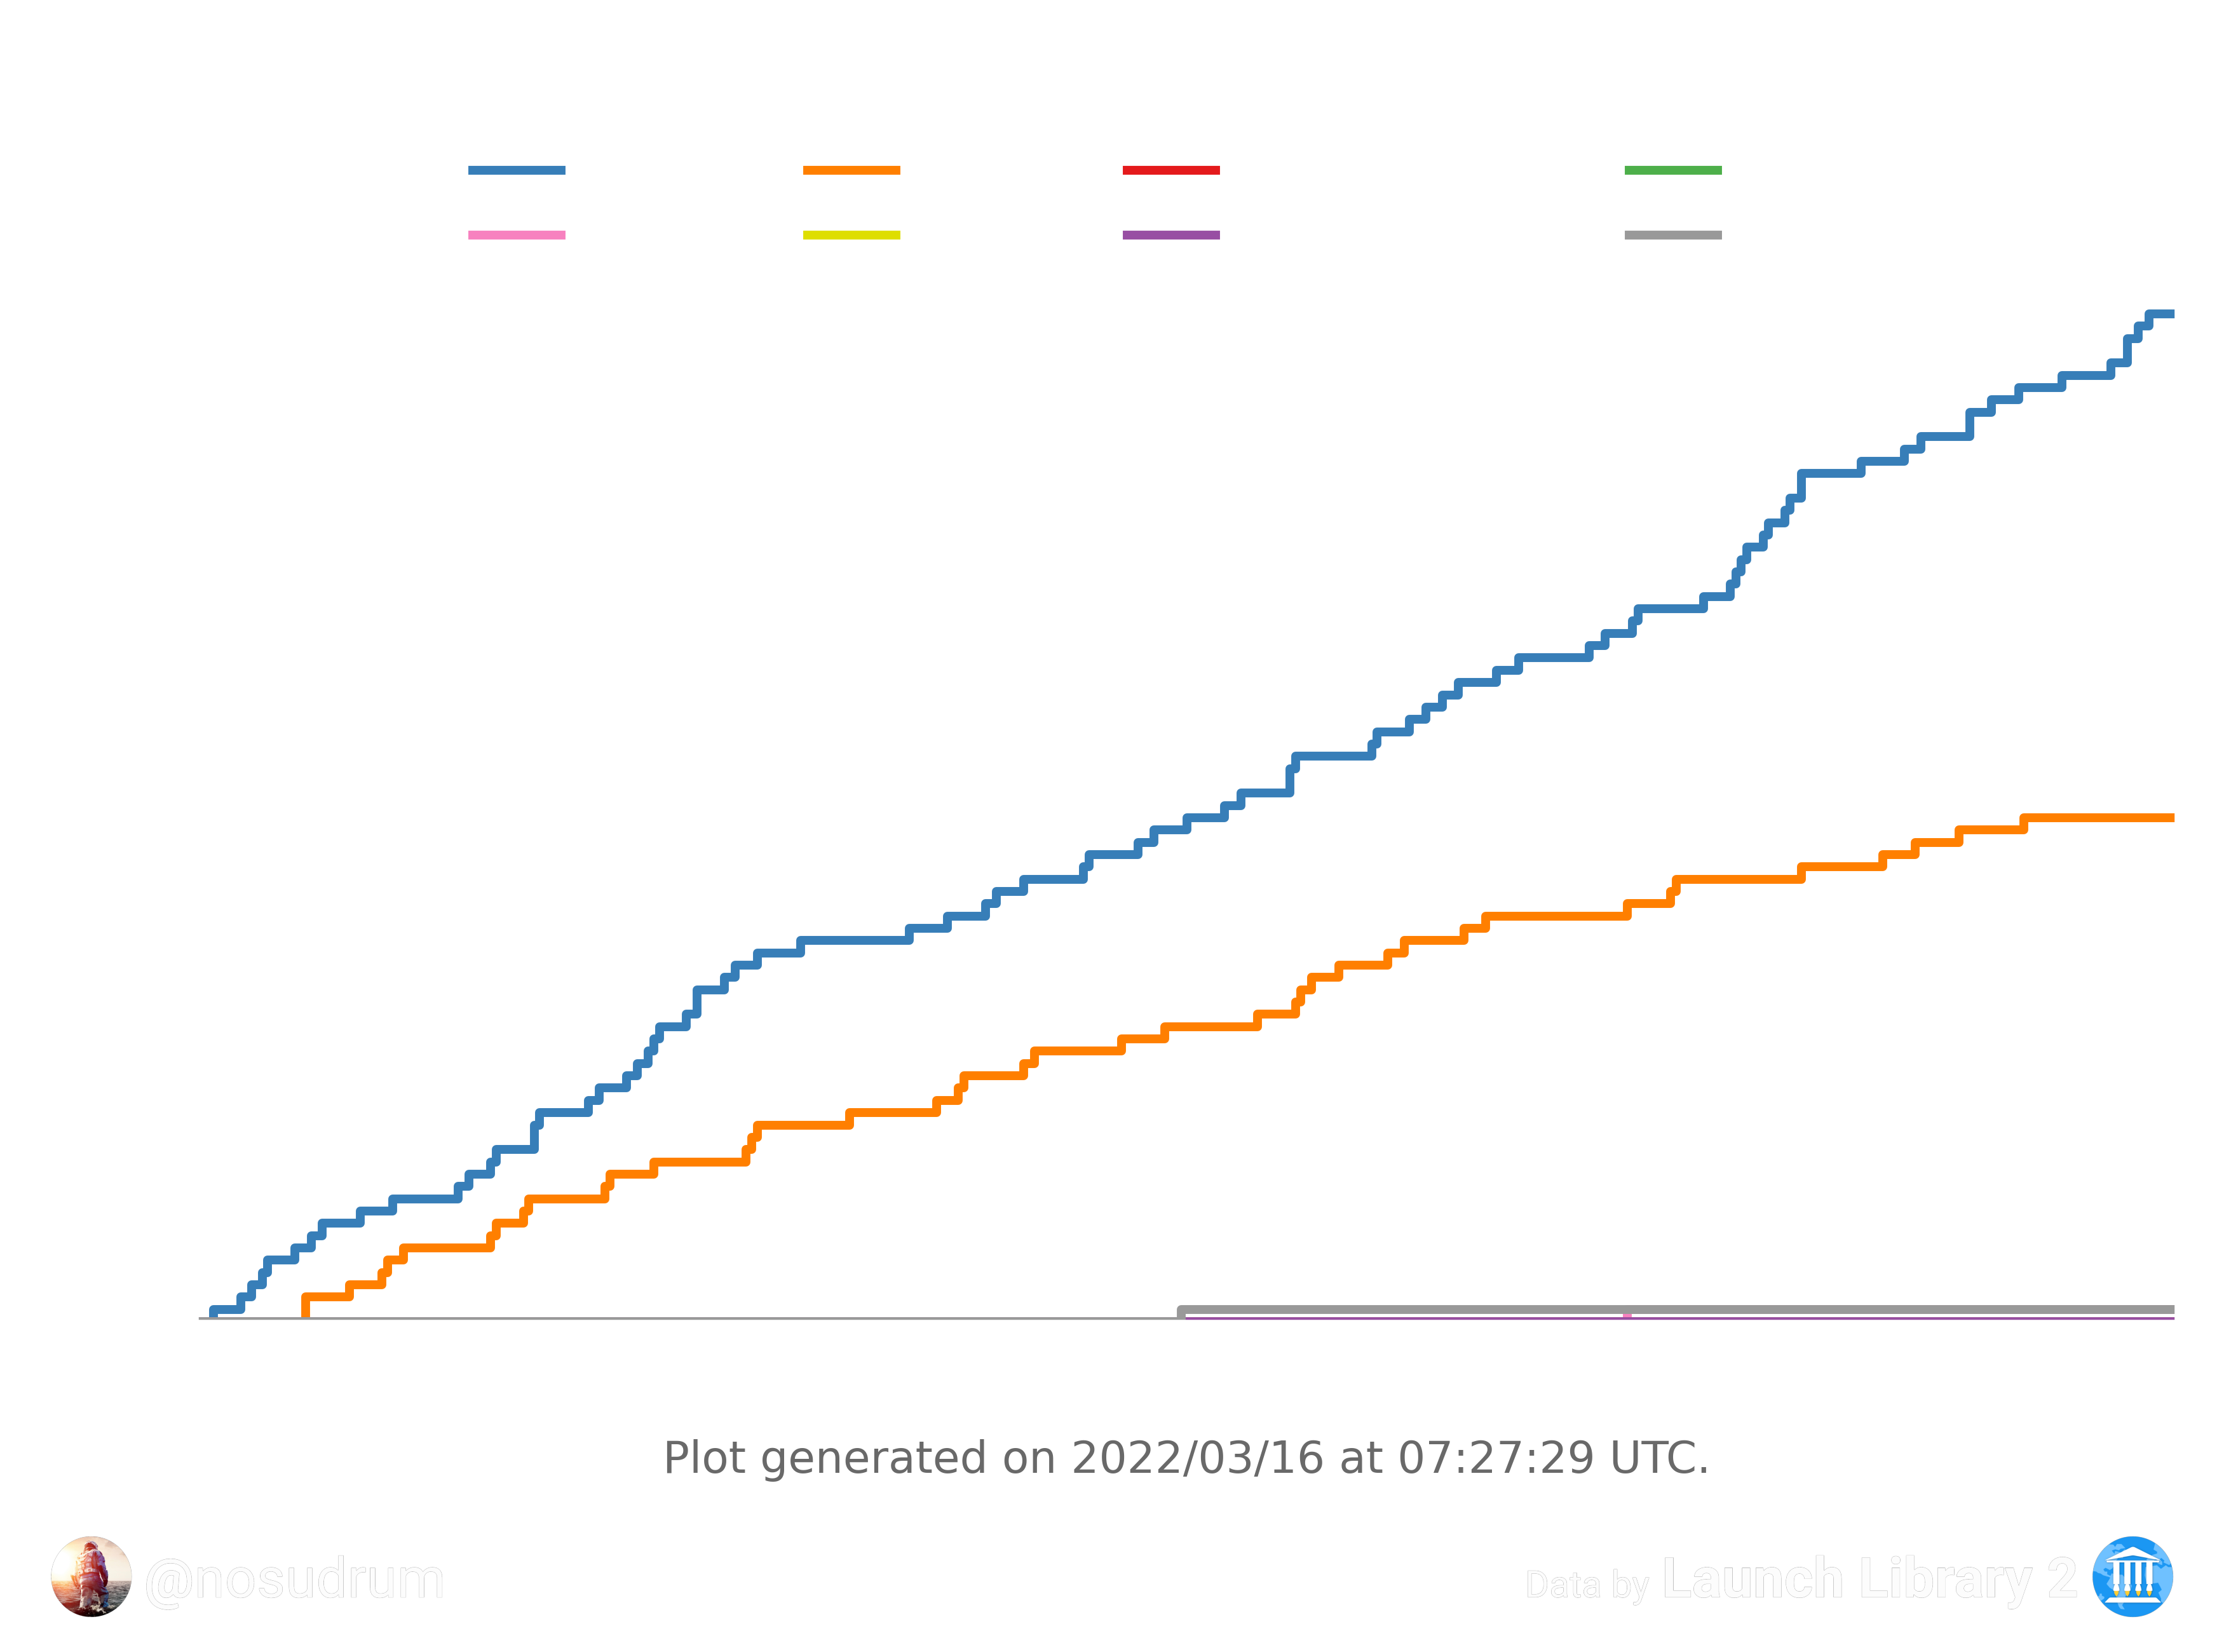 Plot generated on 2022/03/16 at 07:27:29 UTC.
@nosudrum
Data by Launch Library 2